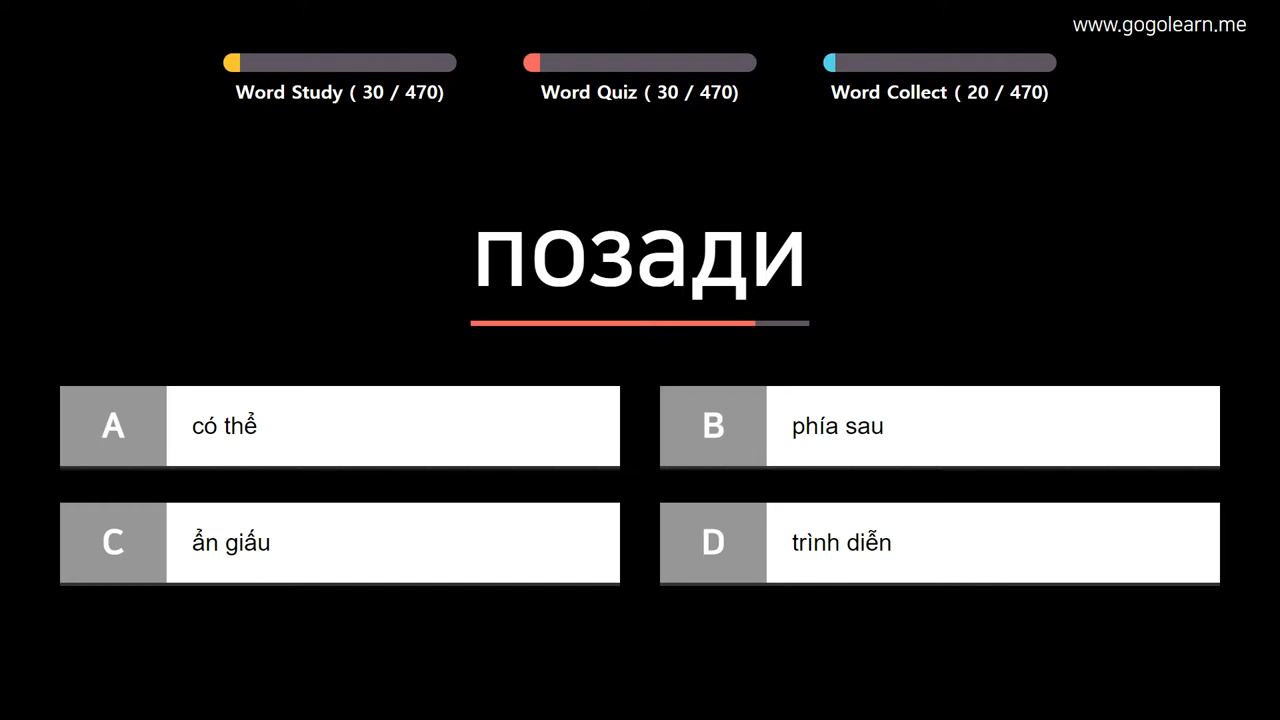 www.gogolearn.me
Word Study ( 30 / 470)
Word Quiz ( 30 / 470)
Word Collect ( 20 / 470)
позади
A có thể
B phía sau
C ẩn giấu
D trình diễn